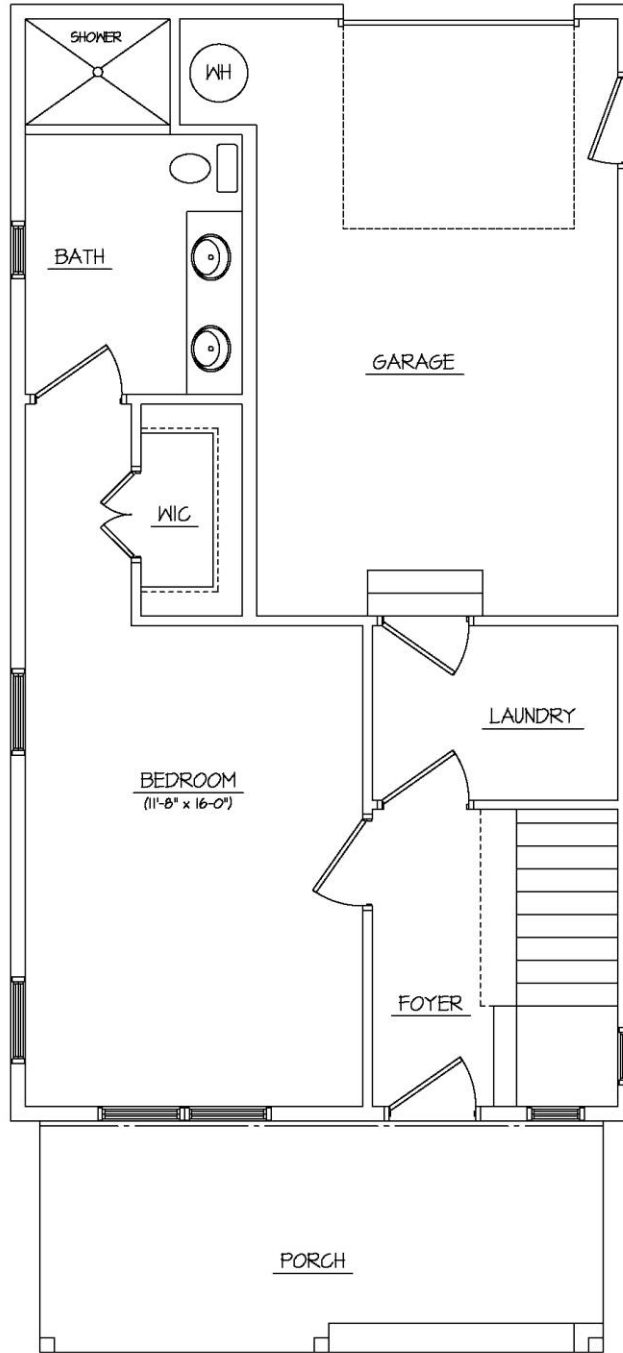 SHOWER
WH
BATH
GARAGE
WIC
LAUNDRY
BEDROOM
(11'-8" x 16-0")
FOYER
PORCH